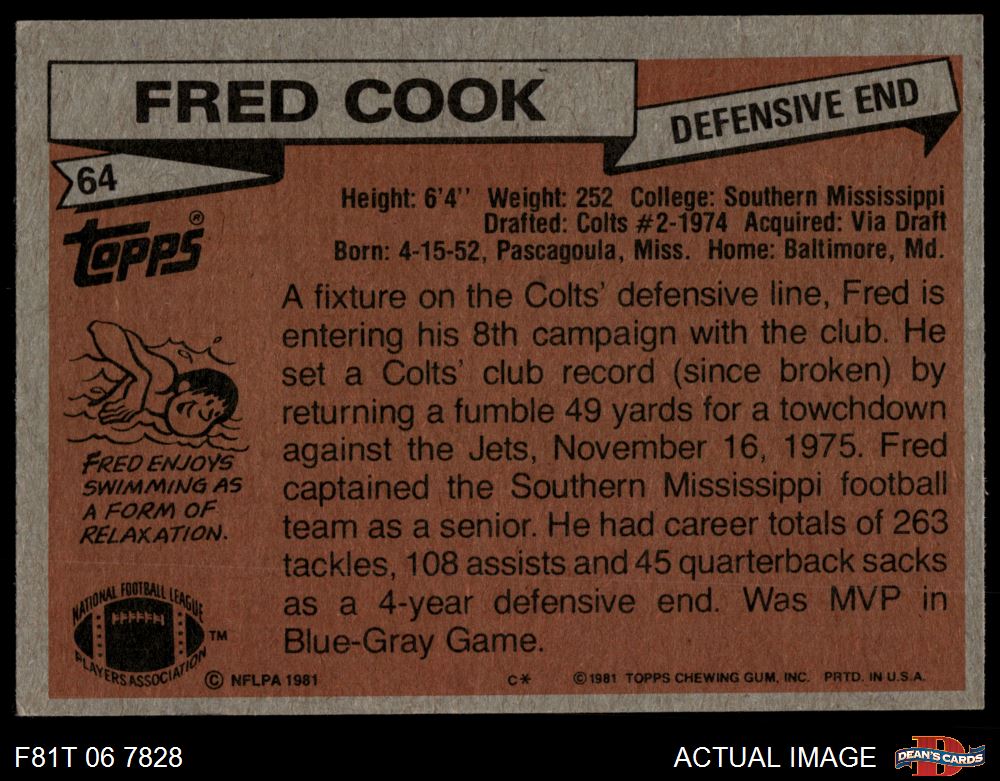 FRED COOK
DEFENSIVE END
64
topps®
Height: 6'4'' Weight: 252 College: Southern Mississippi
Drafted: Colts #2-1974 Acquired: Via Draft
Born: 4-15-52, Pascagoula, Miss. Home: Baltimore, Md.
A fixture on the Colts' defensive line, Fred is
entering his 8th campaign with the club. He
set a Colts' club record (since broken) by
returning a fumble 49 yards for a towchdown
against the Jets, November 16, 1975. Fred
captained the Southern Mississippi football
team as a senior. He had career totals of 263
tackles, 108 assists and 45 quarterback sacks
as a 4-year defensive end. Was MVP in
Blue-Gray Game.
FRED ENJOYS
SWIMMING AS
A FORM OF
RELAXATION.
NATIONAL FOOTBALL LEAGUE
PLAYERS ASSOCIATION
TM
© NFLPA 1981
C*
©1981 TOPPS CHEWING GUM, INC. PRTD. IN U.S.A.
F81T 06 7828
ACTUAL IMAGE
D
DEAN'S CARDS